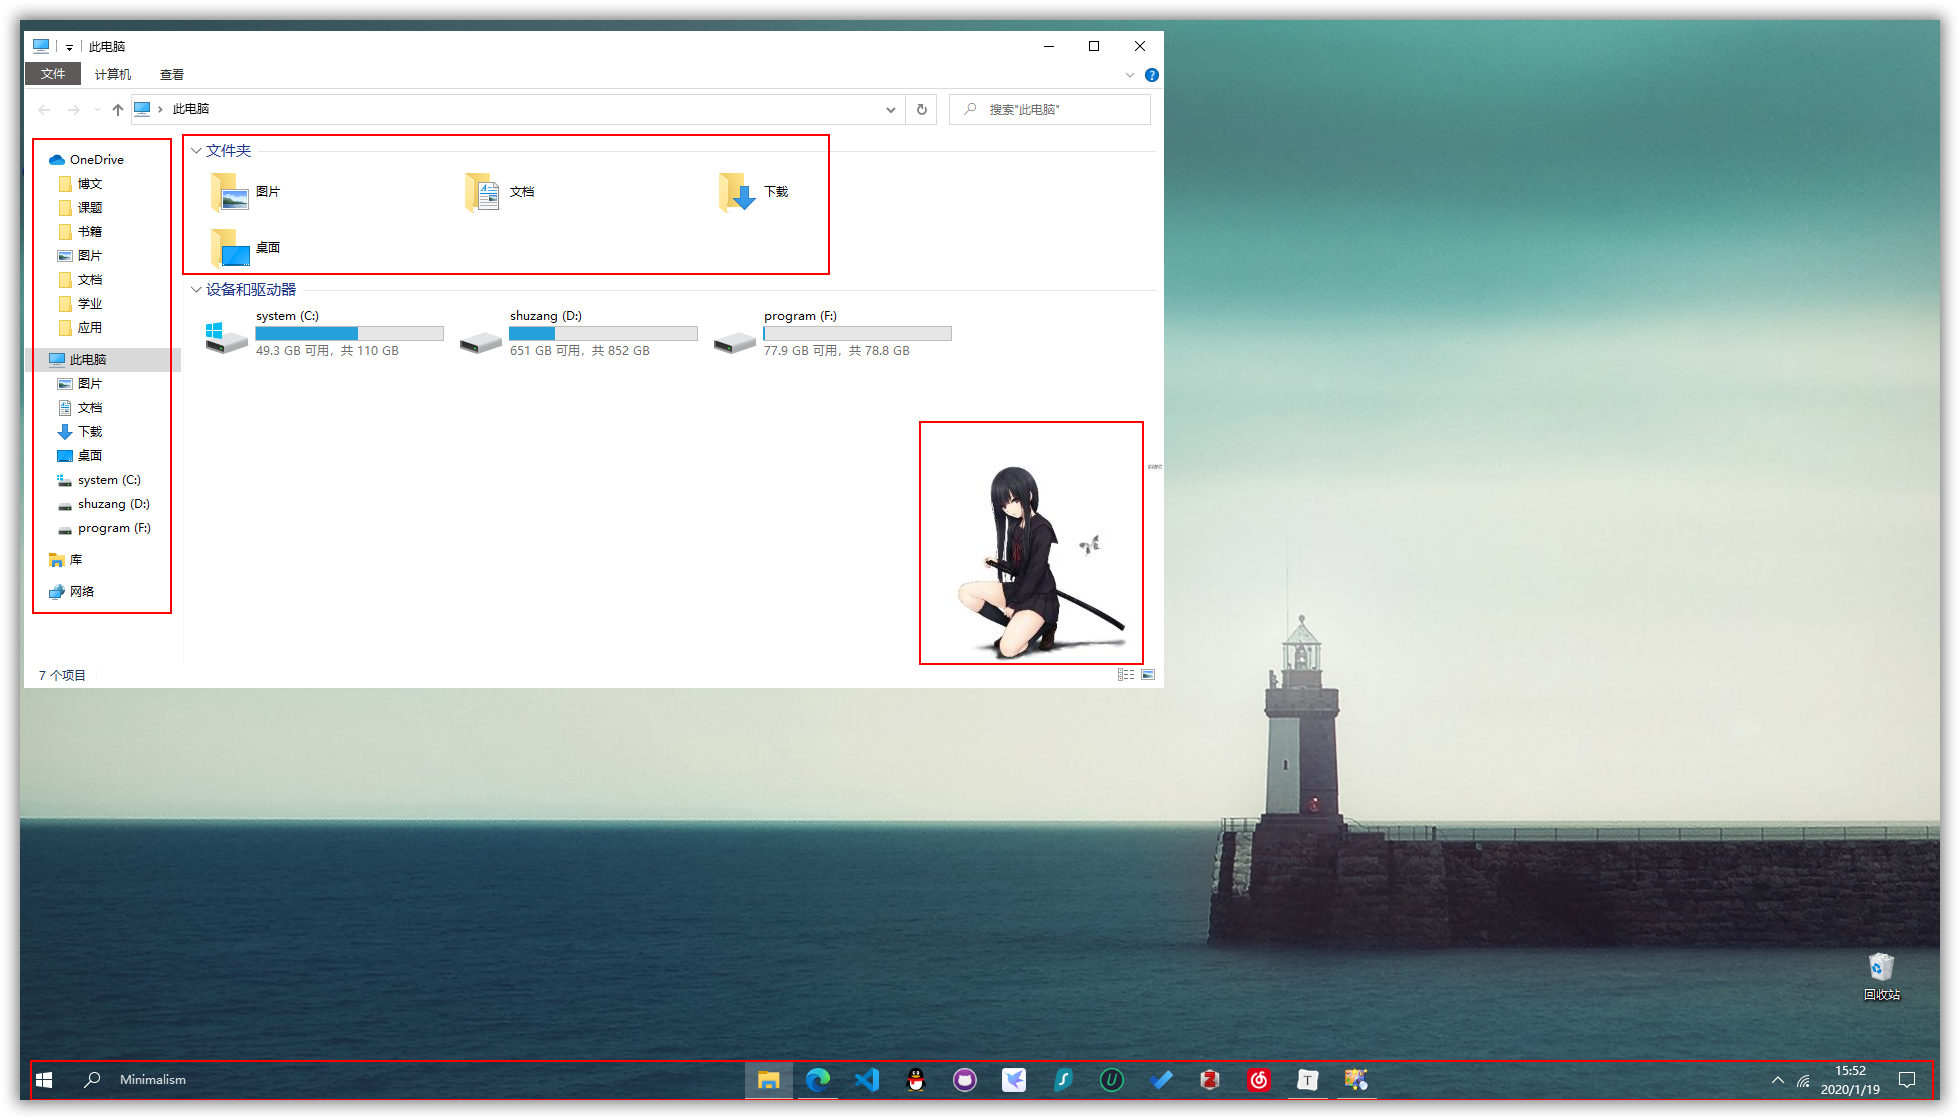 此电脑
文件 计算机 查看
此电脑 搜索"此电脑"
OneDrive
博文
课题
书籍
图片
文档
学业
应用
此电脑
图片
文档
下载
桌面
system (C:)
shuzang (D:)
program (F:)
库
网络
文件夹
图片 文档 下载
桌面
设备和驱动器
system (C:) shuzang (D:) program (F:)
49.3 GB 可用，共 110 GB 651 GB 可用，共 852 GB 77.9 GB 可用，共 78.8 GB
7 个项目
回收站
Minimalism
15:52
2020/1/19